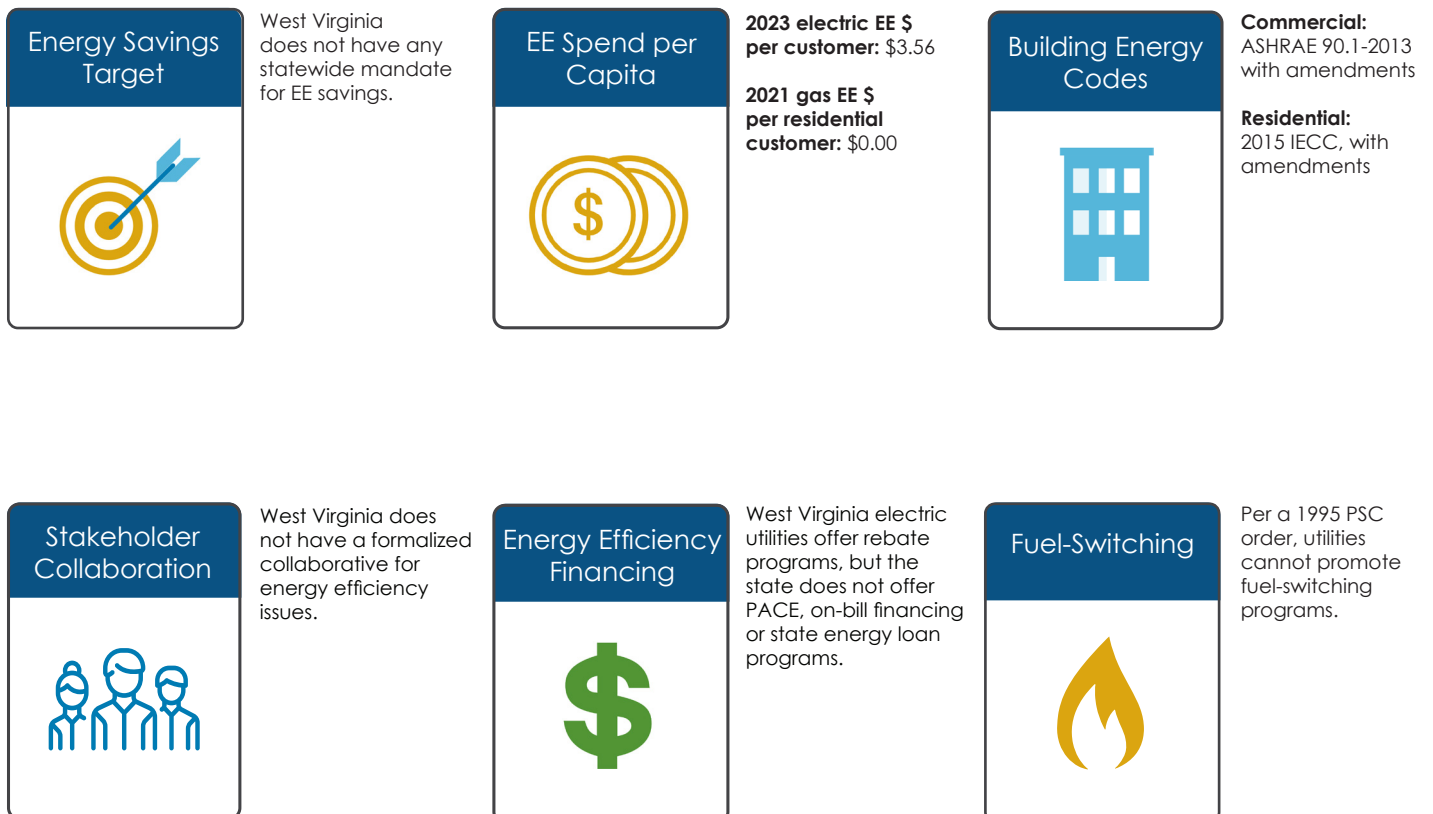 Energy Savings
Target
West Virginia
does not have any
statewide mandate
for EE savings.
EE Spend per
Capita
2023 electric EE $
per customer: $3.56
2021 gas EE $
per residential
customer: $0.00
$
Building Energy
Codes
Commercial:
ASHRAE 90.1-2013
with amendments
Residential:
2015 IECC, with
amendments
Stakeholder
Collaboration
West Virginia does
not have a formalized
collaborative for
energy efficiency
issues.
Energy Efficiency
Financing
$
West Virginia electric
utilities offer rebate
programs, but the
state does not offer
PACE, on-bill financing
or state energy loan
programs.
Fuel-Switching
Per a 1995 PSC
order, utilities
cannot promote
fuel-switching
programs.